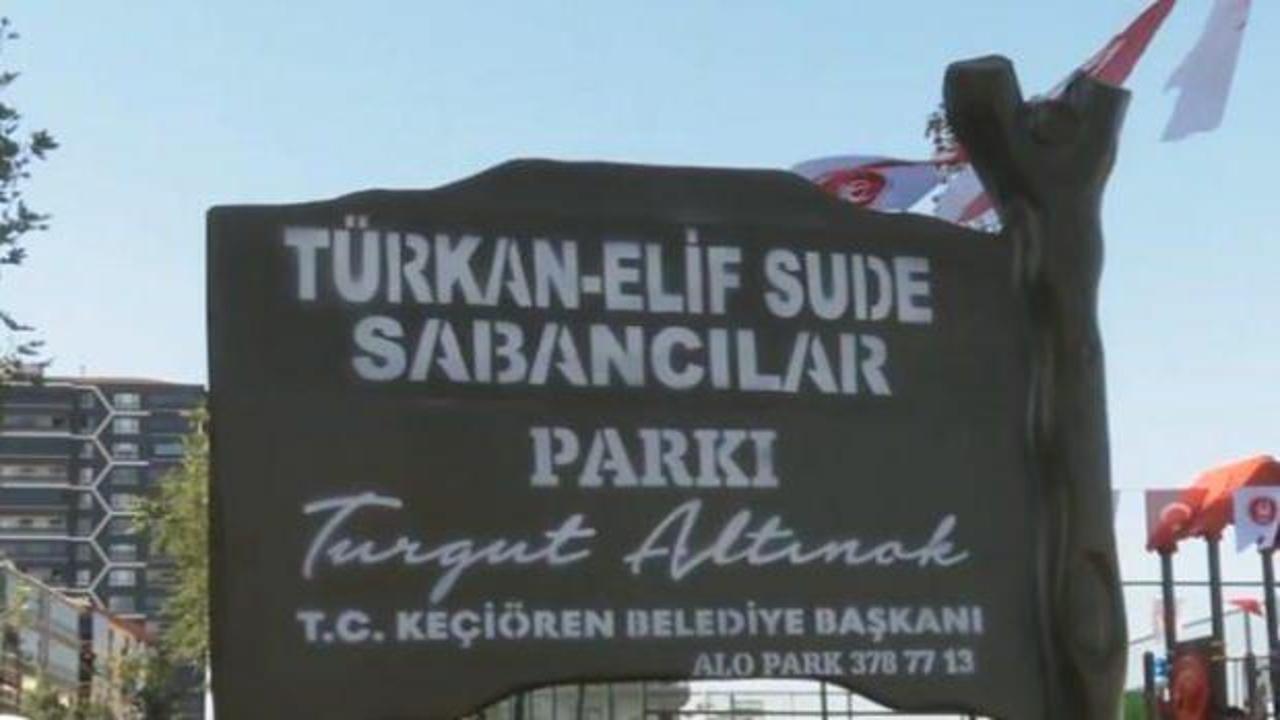 TÜRKAN-ELİF SUDE
SABANCILAR
PARKI
Turgut Altınok
T.C. KEÇİÖREN BELEDİYE BAŞKANI
ALO PARK 378 77 13